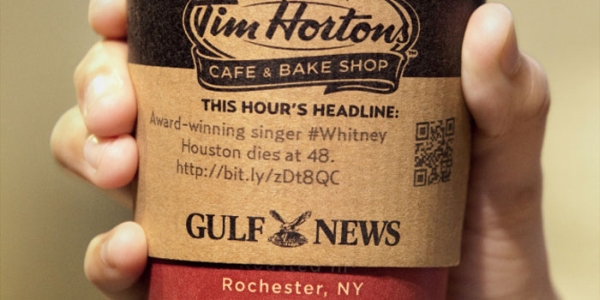 Tim Hortons
CAFE & BAKE SHOP
THIS HOUR'S HEADLINE:
Award-winning singer #Whitney
Houston dies at 48.
http://bit.ly/zDt8QC
GULF NEWS
Rochester, NY